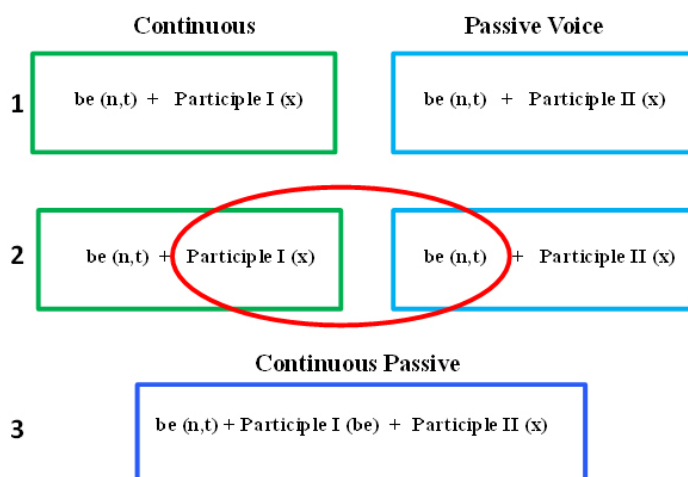 Continuous Passive Voice
1 be (n,t) + Participle I (x) be (n,t) + Participle II (x)
2 be (n,t) + Participle I (x) be (n,t) + Participle II (x)
Continuous Passive
3 be (n,t) + Participle I (be) + Participle II (x)